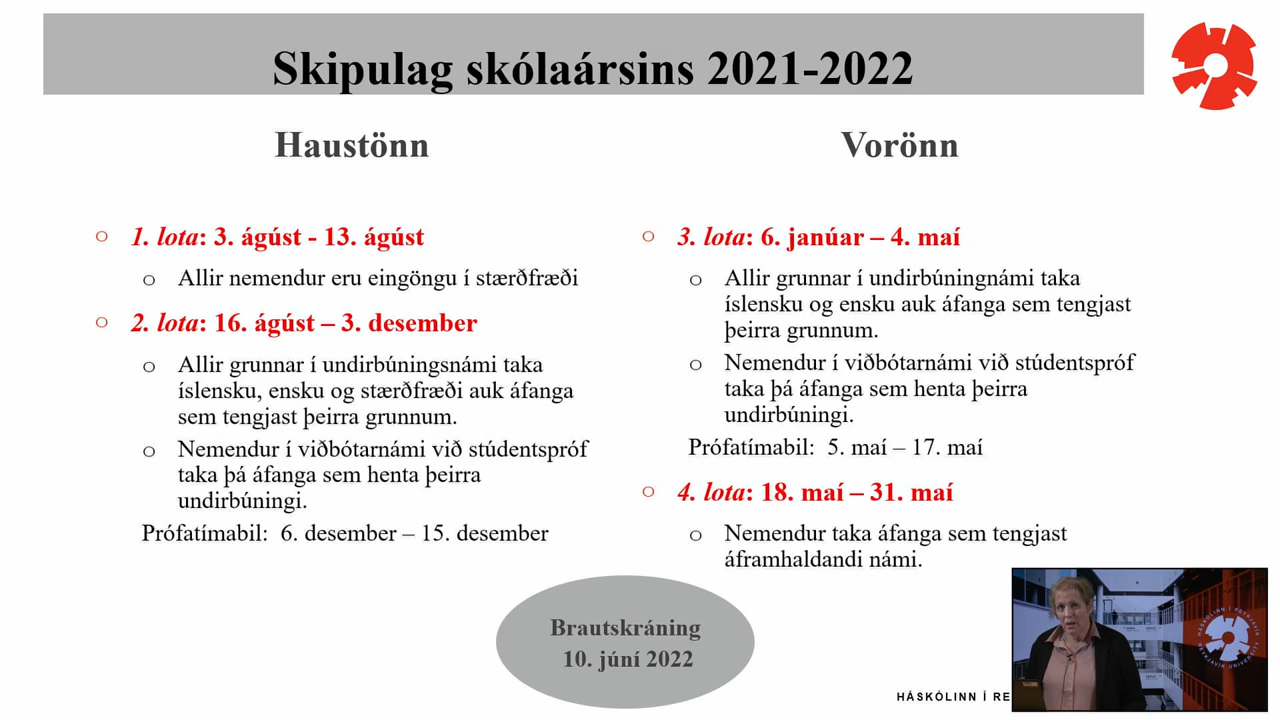 Skipulag skólaársins 2021-2022
Haustönn
○ 1. lota: 3. ágúst - 13. ágúst
o Allir nemendur eru eingöngu í stærðfræði
○ 2. lota: 16. ágúst – 3. desember
o Allir grunnar í undirbúningsnámi taka
íslensku, ensku og stærðfræði auk áfanga
sem tengjast þeirra grunnum.
o Nemendur í viðbótarnámi við stúdentspróf
taka þá áfanga sem henta þeirra
undirbúningi.
Prófatímabil: 6. desember – 15. desember
Vorönn
○ 3. lota: 6. janúar – 4. maí
o Allir grunnar í undirbúningnámi taka
íslensku og ensku auk áfanga sem tengjast
þeirra grunnum.
o Nemendur í viðbótarnámi við stúdentspróf
taka þá áfanga sem henta þeirra
undirbúningi.
Prófatímabil: 5. maí – 17. maí
○ 4. lota: 18. maí – 31. maí
o Nemendur taka áfanga sem tengjast
áframhaldandi námi.
Brautskráning
10. júní 2022
HÁSKÓLINN Í RE
HÁSKÓLINN Í REYKJAVÍK
REYKJAVIK UNIVERSITY